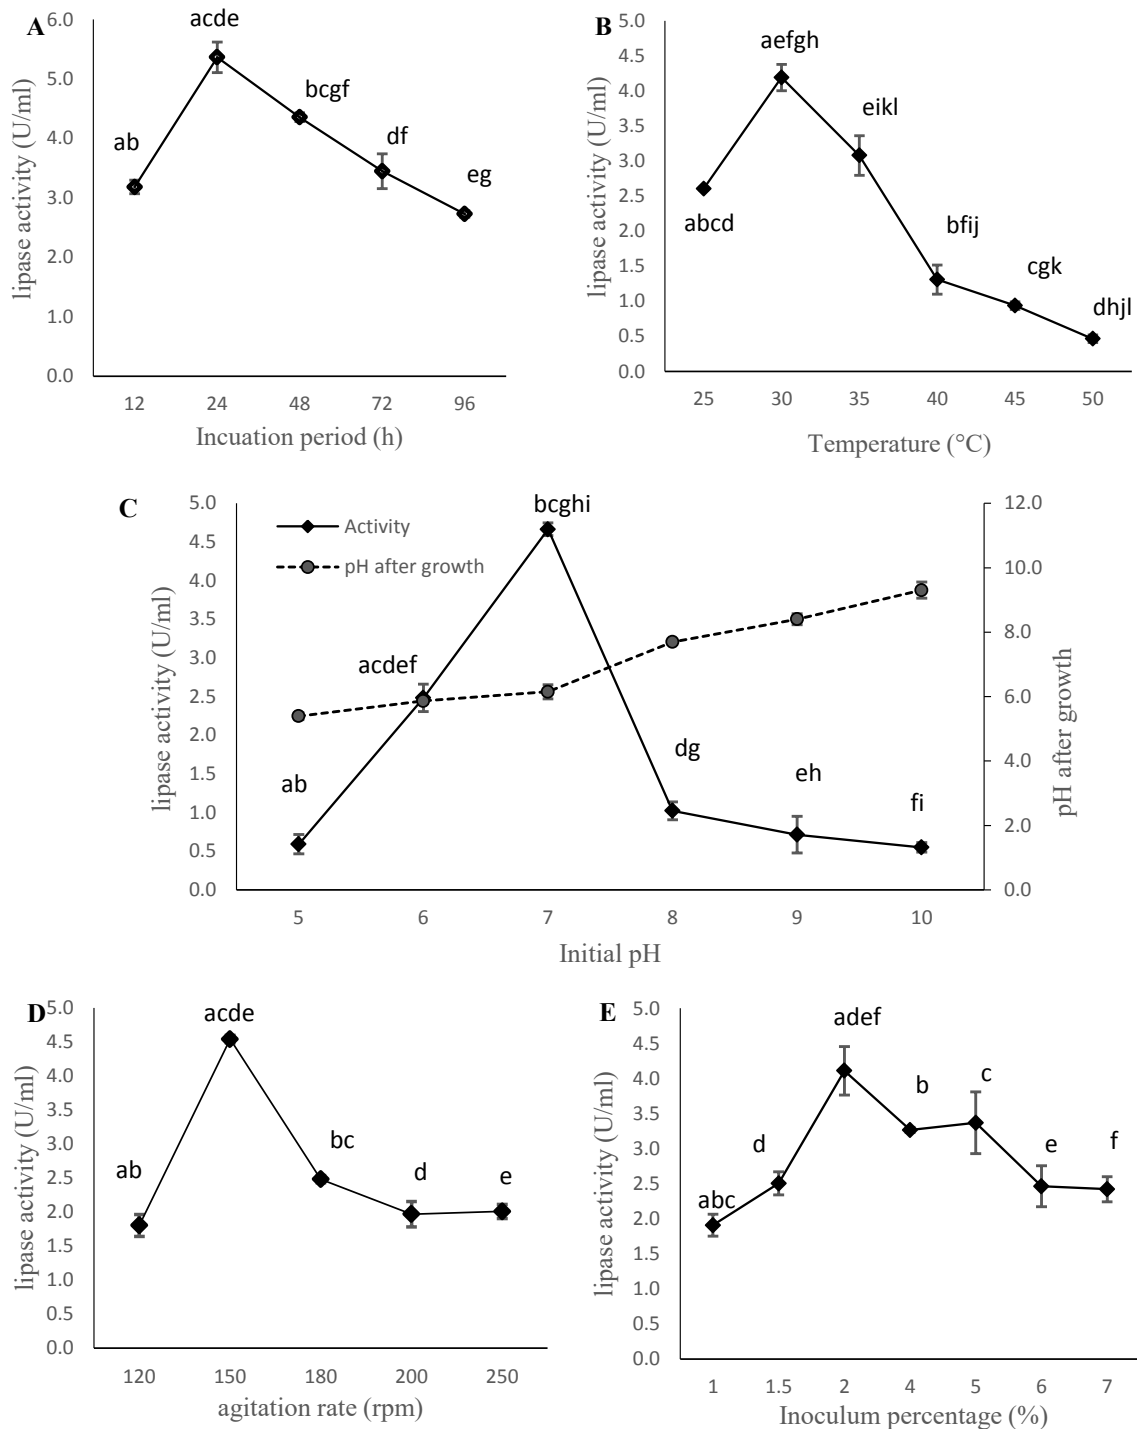 A
acde
bcgf
ab
df
eg
lipase activity (U/ml)
6.0
5.0
4.0
3.0
2.0
1.0
0.0
12 24 48 72 96
Incuation period (h)
B
aefgh
eikl
abcd
bfij
cgk
dhjl
lipase activity (U/ml)
5.0
4.5
4.0
3.5
3.0
2.5
2.0
1.5
1.0
0.5
0.0
25 30 35 40 45 50
Temperature (°C)
C
bcghi
Activity
pH after growth
acdef
ab
dg
eh
fi
lipase activity (U/ml)
5.0
4.5
4.0
3.5
3.0
2.5
2.0
1.5
1.0
0.5
0.0
12.0
10.0
8.0
6.0
4.0
2.0
0.0
pH after growth
5 6 7 8 9 10
Initial pH
D
acde
ab
bc
d
e
lipase activity (U/ml)
5.0
4.5
4.0
3.5
3.0
2.5
2.0
1.5
1.0
0.5
0.0
120 150 180 200 250
agitation rate (rpm)
E
adef
abc
d
b
c
e
f
lipase activity (U/ml)
5.0
4.5
4.0
3.5
3.0
2.5
2.0
1.5
1.0
0.5
0.0
1 1.5 2 4 5 6 7
Inoculum percentage (%)